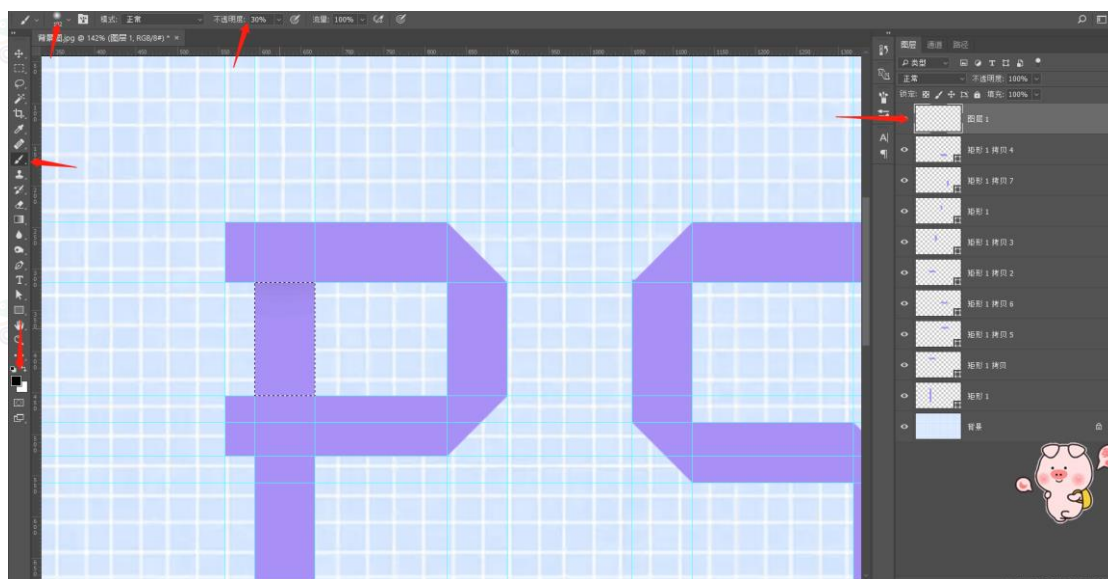 模式: 正常 不透明度: 30% 流量: 100%
背景图.jpg @ 142% (图层 1, RGB/8#) * ×
图层 通道 路径
类型
正常 不透明度: 100%
锁定: 填充: 100%
图层 1
矩形 1 拷贝 4
矩形 1 拷贝 7
矩形 1
矩形 1 拷贝 3
矩形 1 拷贝 2
矩形 1 拷贝 6
矩形 1 拷贝 5
矩形 1 拷贝
矩形 1
背景